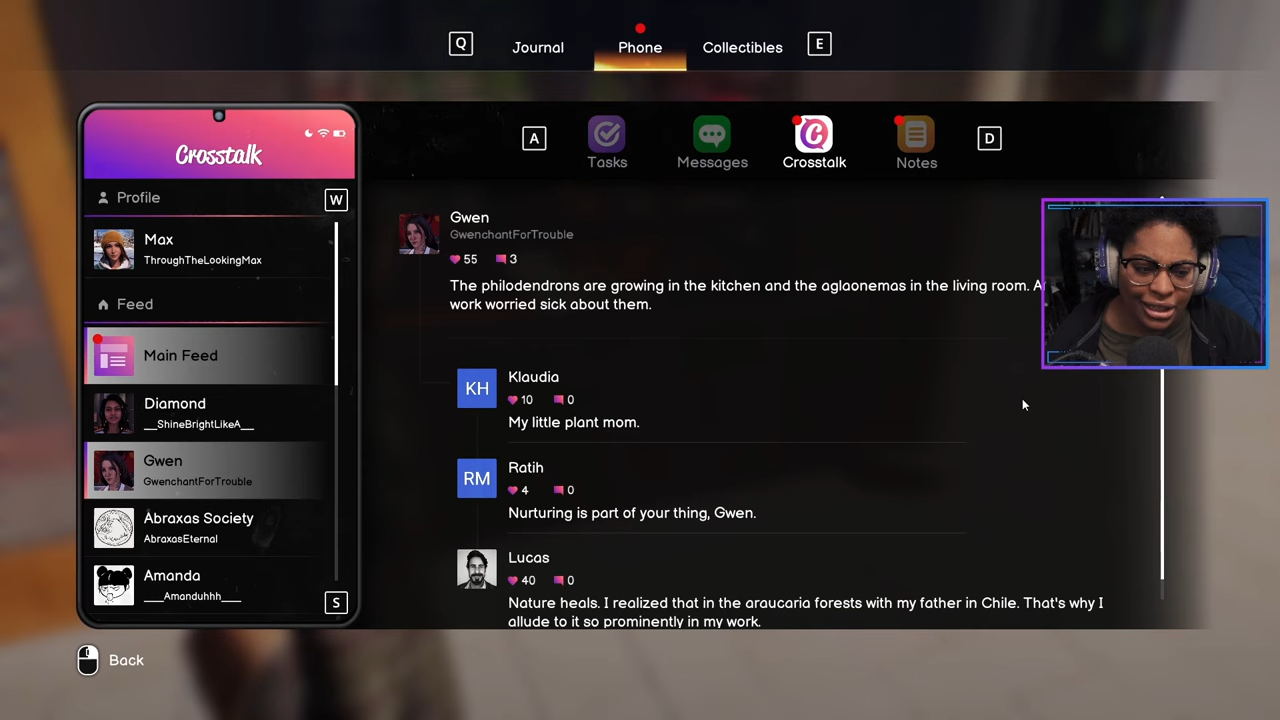 Q
Journal
Phone
Collectibles
E
Crosstalk
Profile
W
Max
ThroughTheLookingMax
Feed
Main Feed
Diamond
__ShineBrightLikeA__
Gwen
GwenchantForTrouble
Abraxas Society
AbraxasEternal
Amanda
___Amanduhhh___
S
A
Tasks
Messages
Crosstalk
Notes
D
Gwen
GwenchantForTrouble
55 3
The philodendrons are growing in the kitchen and the aglaonemas in the living room.
work worried sick about them.
KH
Klaudia
10 0
My little plant mom.
RM
Ratih
4 0
Nurturing is part of your thing, Gwen.
Lucas
40 0
Nature heals. I realized that in the araucaria forests with my father in Chile. That's why I
allude to it so prominently in my work.
Back